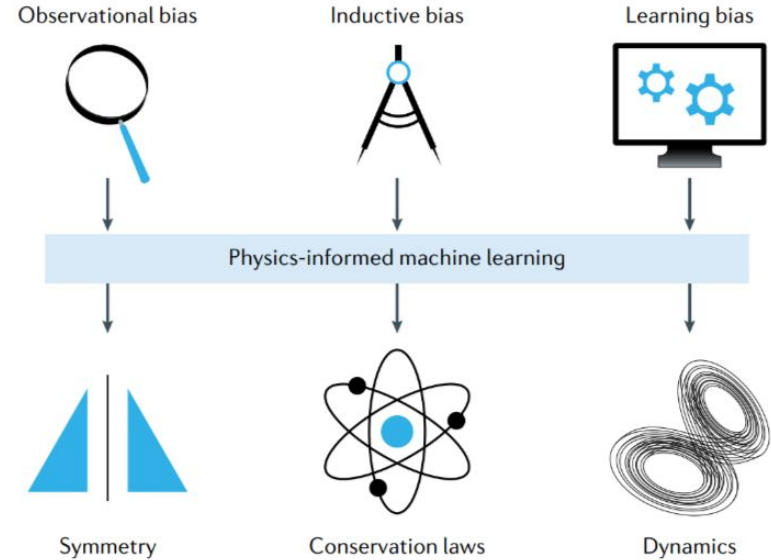 Observational bias
Inductive bias
Learning bias
Physics-informed machine learning
Symmetry
Conservation laws
Dynamics